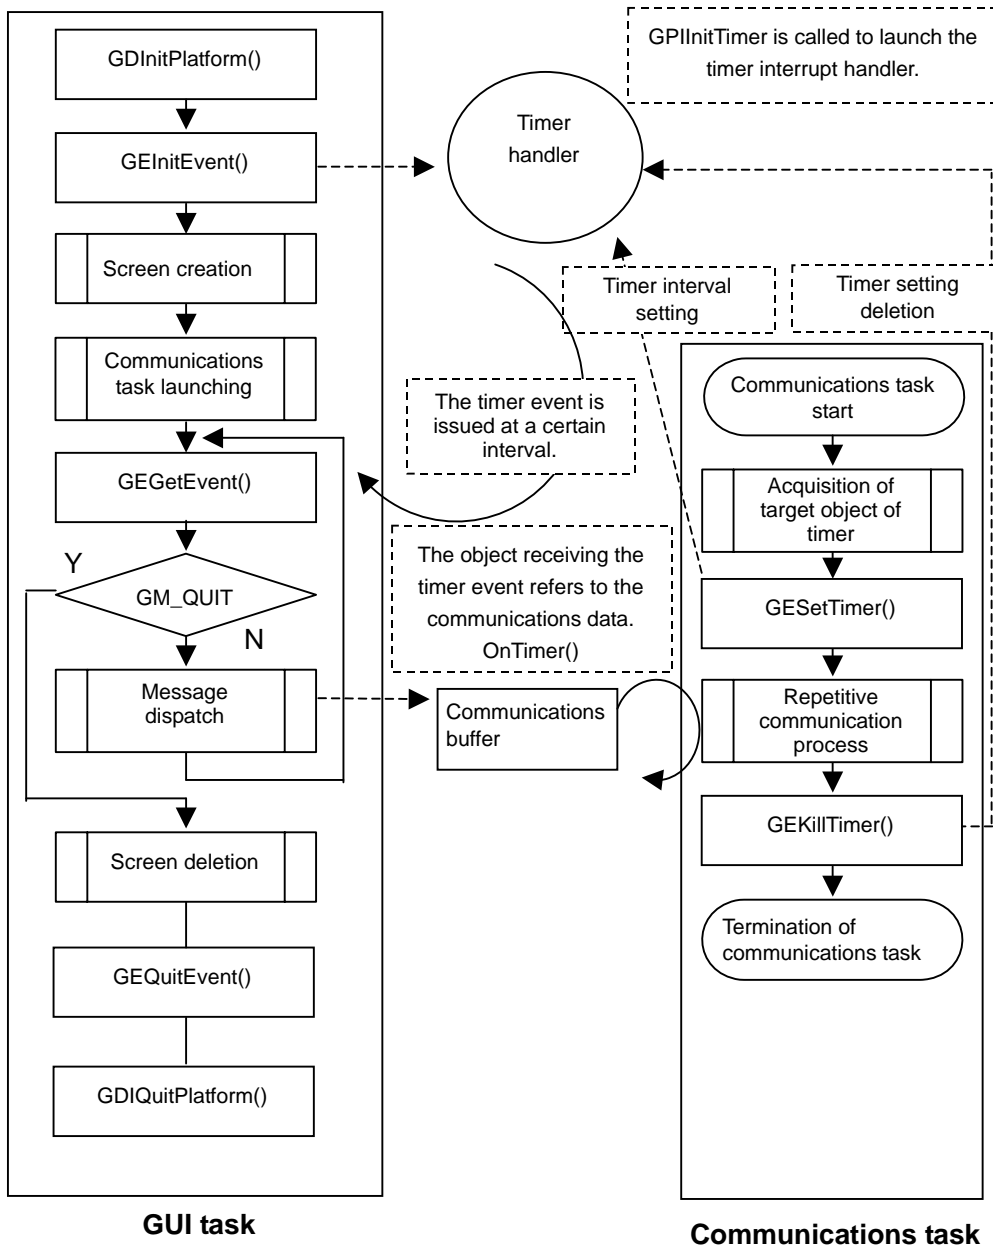 GDInitPlatform()
GEInitEvent()
Screen creation
Communications
task launching
GEGetEvent()
Y
GM_QUIT
N
Message
dispatch
Screen deletion
GEQuitEvent()
GDIQuitPlatform()
GUI task
GPIInitTimer is called to launch the
timer interrupt handler.
Timer
handler
Timer interval
setting
Timer setting
deletion
The timer event is
issued at a certain
interval.
The object receiving the
timer event refers to the
communications data.
OnTimer()
Communications
buffer
Communications task
start
Acquisition of
target object of
timer
GESetTimer()
Repetitive
communication
process
GEKillTimer()
Termination of
communications task
Communications task